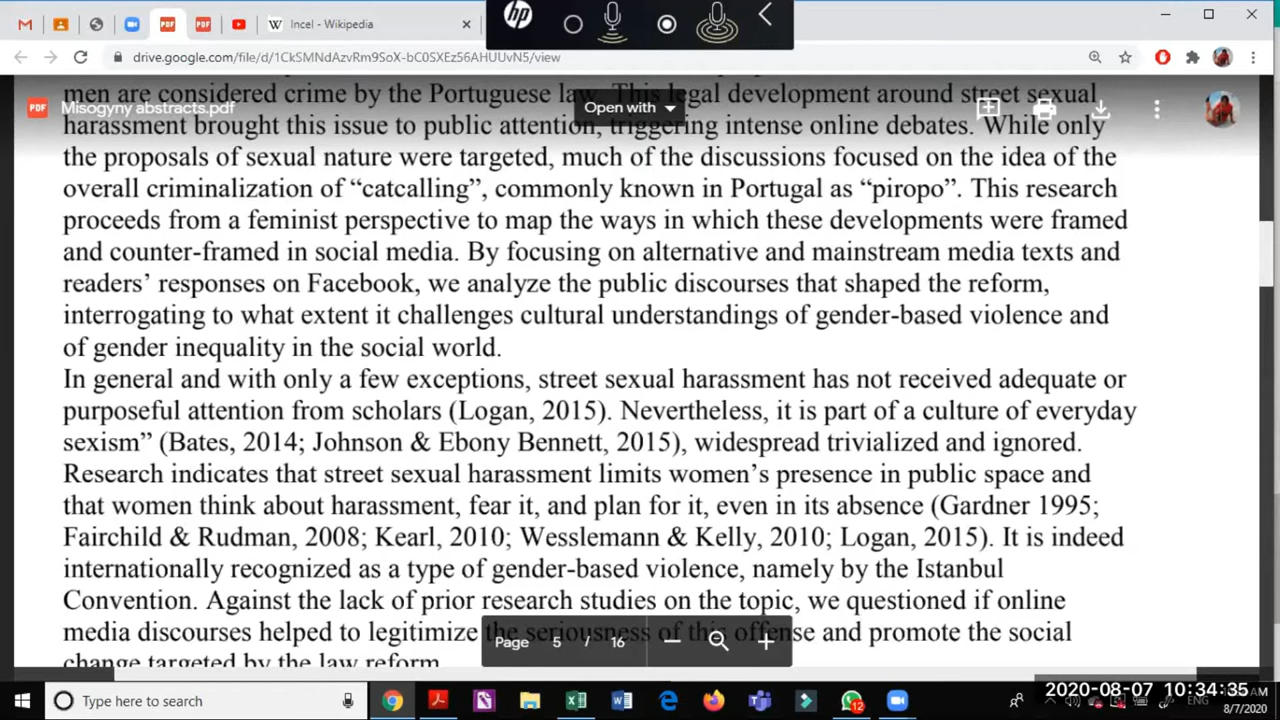 Incel - Wikipedia
hp
drive.google.com/file/d/1CkSMNdAzvRm9SoX-bC0SXEz56AHUUvN5/view
men are considered crime by the Portuguese law. This legal development around street sexual
PDF Misogyny abstracts.pdf
Open with
harassment brought this issue to public attention, triggering intense online debates. While only
the proposals of sexual nature were targeted, much of the discussions focused on the idea of the
overall criminalization of “catcalling”, commonly known in Portugal as “piropo”. This research
proceeds from a feminist perspective to map the ways in which these developments were framed
and counter-framed in social media. By focusing on alternative and mainstream media texts and
readers’ responses on Facebook, we analyze the public discourses that shaped the reform,
interrogating to what extent it challenges cultural understandings of gender-based violence and
of gender inequality in the social world.
In general and with only a few exceptions, street sexual harassment has not received adequate or
purposeful attention from scholars (Logan, 2015). Nevertheless, it is part of a culture of everyday
sexism” (Bates, 2014; Johnson & Ebony Bennett, 2015), widespread trivialized and ignored.
Research indicates that street sexual harassment limits women’s presence in public space and
that women think about harassment, fear it, and plan for it, even in its absence (Gardner 1995;
Fairchild & Rudman, 2008; Kearl, 2010; Wesslemann & Kelly, 2010; Logan, 2015). It is indeed
internationally recognized as a type of gender-based violence, namely by the Istanbul
Convention. Against the lack of prior research studies on the topic, we questioned if online
media discourses helped to legitimize the seriousness of this offense and promote the social
Page 5 / 16
change targeted by the law reform.
Type here to search
12
ENG
2020-08-07 10:34:35
8/7/2020